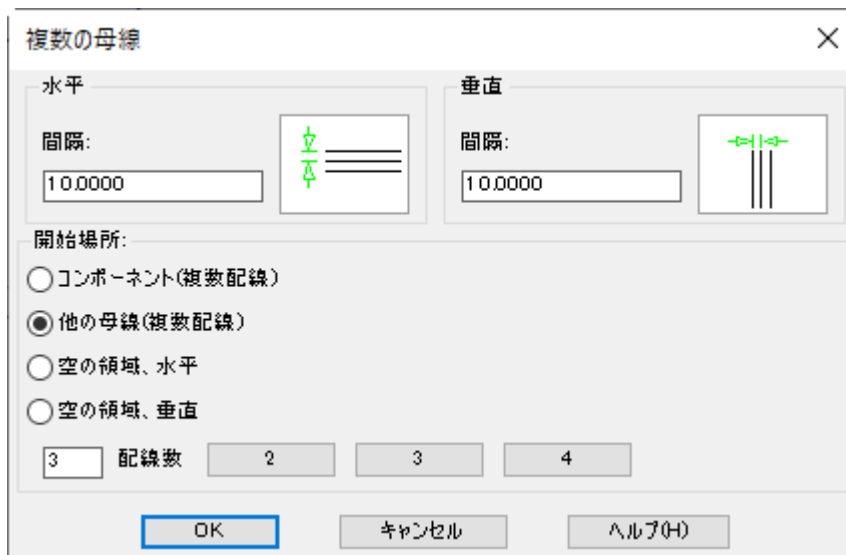 複数の母線
水平
間隔:
10.0000
垂直
間隔:
10.0000
開始場所:
コンポーネント(複数配線)
他の母線(複数配線)
空の領域、水平
空の領域、垂直
3 配線数 2 3 4
OK キャンセル ヘルプ(H)